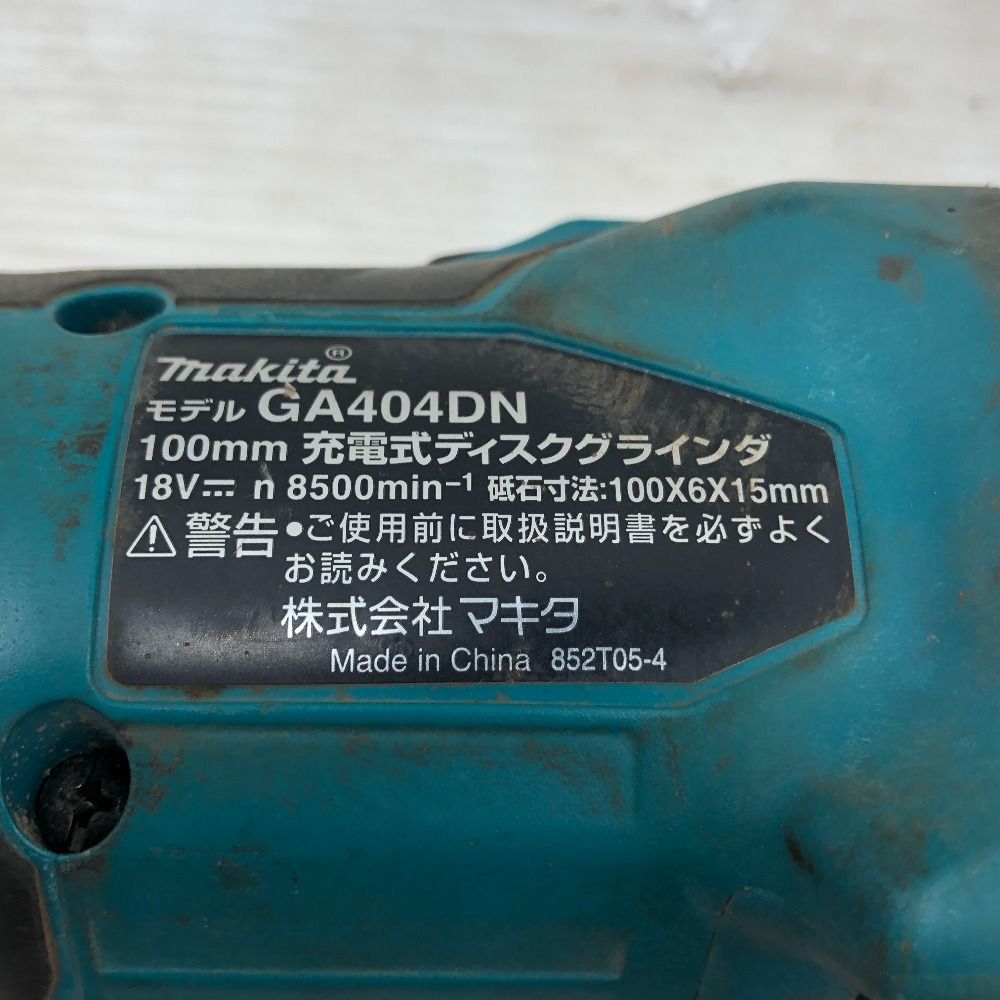 makita®
モデル GA404DN
100mm 充電式ディスクグラインダ
18V⎓ n 8500min⁻¹ 砥石寸法:100X6X15mm
⚠警告 •ご使用前に取扱説明書を必ずよく
お読みください。
株式会社マキタ
Made in China 852T05-4